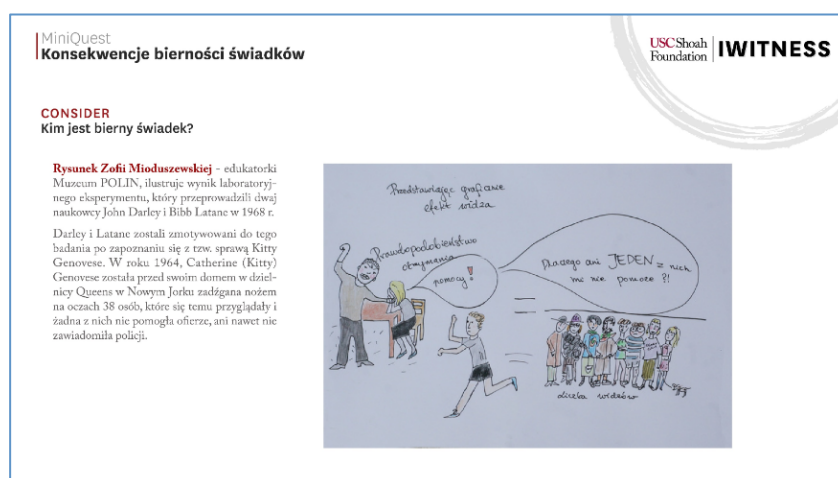 MiniQuest
Konsekwencje bierności świadków
USC Shoah
Foundation
IWITNESS
CONSIDER
Kim jest bierny świadek?
Rysunek Zofii Mioduszewskiej - edukatorki
Muzeum POLIN, ilustruje wynik laboratoryj-
nego eksperymentu, który przeprowadzili dwaj
naukowcy John Darley i Bibb Latane w 1968 r.
Darley i Latane zostali zmotywowani do tego
badania po zapoznaniu się z tzw. sprawą Kitty
Genovese. W roku 1964, Catherine (Kitty)
Genovese została przed swoim domem w dziel-
nicy Queens w Nowym Jorku zadźgana nożem
na oczach 38 osób, które się temu przyglądały i
żadna z nich nie pomogła ofierze, ani nawet nie
zawiadomiła policji.
Przedstawiając graficzne
efekt widza
Prawdopodobieństwo
otrzymania
pomocy!
Dlaczego ani JEDEN z nich
mi nie pomoże?!
=
liczba widzów